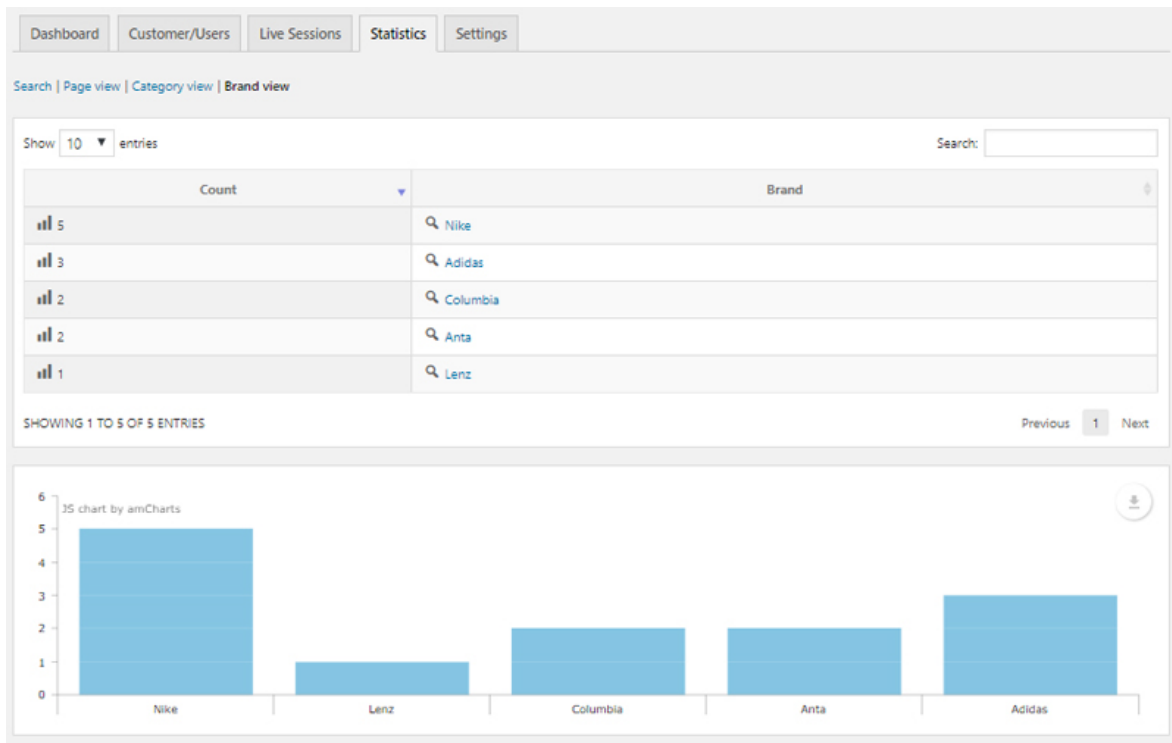 Dashboard Customer/Users Live Sessions Statistics Settings
Search | Page view | Category view | Brand view
Show 10 entries Search:
Count Brand
5 Nike
3 Adidas
2 Columbia
2 Anta
1 Lenz
SHOWING 1 TO 5 OF 5 ENTRIES Previous 1 Next
6
JS chart by amCharts
5
4
3
2
1
0
Nike Lenz Columbia Anta Adidas